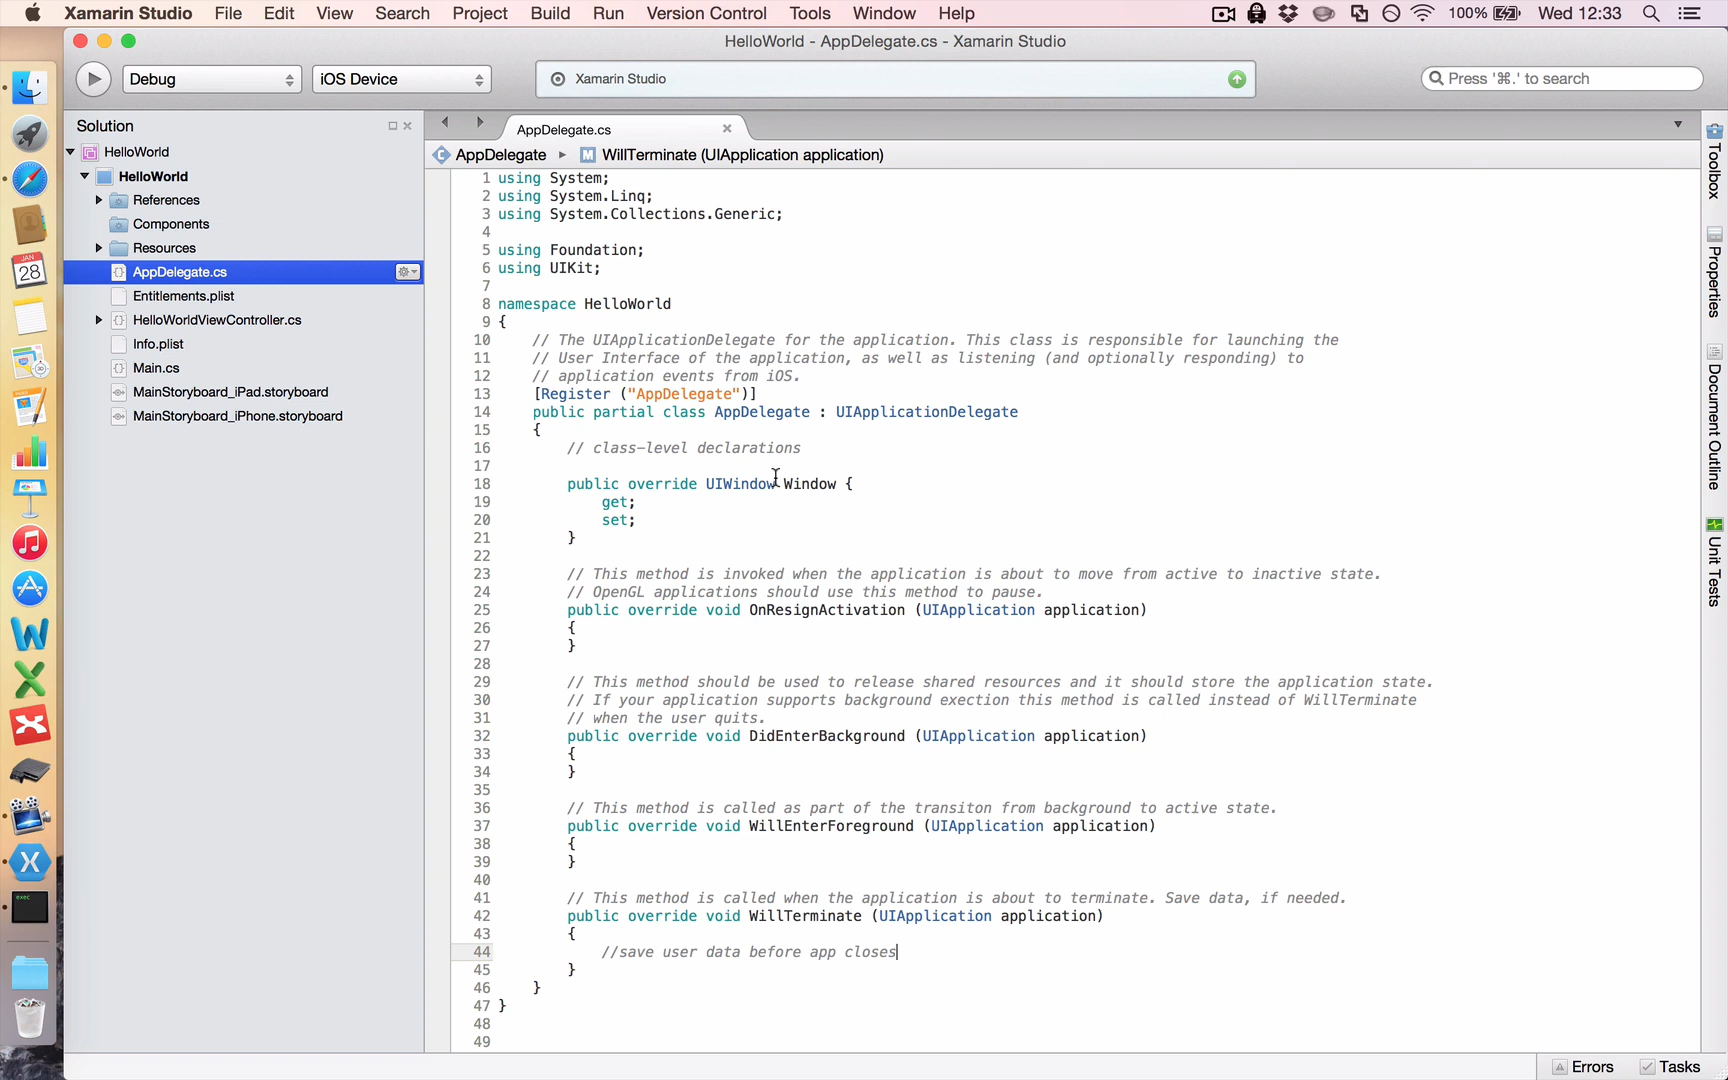 Xamarin Studio File Edit View Search Project Build Run Version Control Tools Window Help 100% Wed 12:33
HelloWorld - AppDelegate.cs - Xamarin Studio
Debug iOS Device Xamarin Studio Press '⌘.' to search
Solution
HelloWorld
HelloWorld
References
Components
Resources
AppDelegate.cs
Entitlements.plist
HelloWorldViewController.cs
Info.plist
Main.cs
MainStoryboard_iPad.storyboard
MainStoryboard_iPhone.storyboard
AppDelegate.cs
AppDelegate M WillTerminate (UIApplication application)
1 using System;
2 using System.Linq;
3 using System.Collections.Generic;
4
5 using Foundation;
6 using UIKit;
7
8 namespace HelloWorld
9 {
10 // The UIApplicationDelegate for the application. This class is responsible for launching the
11 // User Interface of the application, as well as listening (and optionally responding) to
12 // application events from iOS.
13 [Register ("AppDelegate")]
14 public partial class AppDelegate : UIApplicationDelegate
15 {
16 // class-level declarations
17
18 public override UIWindow Window {
19 get;
20 set;
21 }
22
23 // This method is invoked when the application is about to move from active to inactive state.
24 // OpenGL applications should use this method to pause.
25 public override void OnResignActivation (UIApplication application)
26 {
27 }
28
29 // This method should be used to release shared resources and it should store the application state.
30 // If your application supports background exection this method is called instead of WillTerminate
31 // when the user quits.
32 public override void DidEnterBackground (UIApplication application)
33 {
34 }
35
36 // This method is called as part of the transiton from background to active state.
37 public override void WillEnterForeground (UIApplication application)
38 {
39 }
40
41 // This method is called when the application is about to terminate. Save data, if needed.
42 public override void WillTerminate (UIApplication application)
43 {
44 //save user data before app closes
45 }
46 }
47 }
48
49
Toolbox
Properties
Document Outline
Unit Tests
JAN
28
exec
Errors Tasks